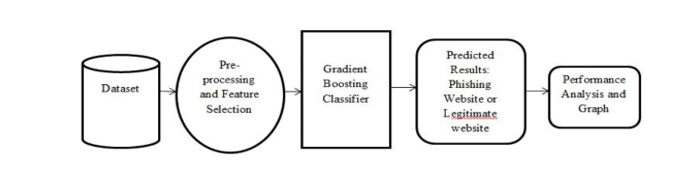 Dataset
Pre-
processing
and Feature
Selection
Gradient
Boosting
Classifier
Predicted
Results:
Phishing
Website or
Legitimate
website
Performance
Analysis and
Graph